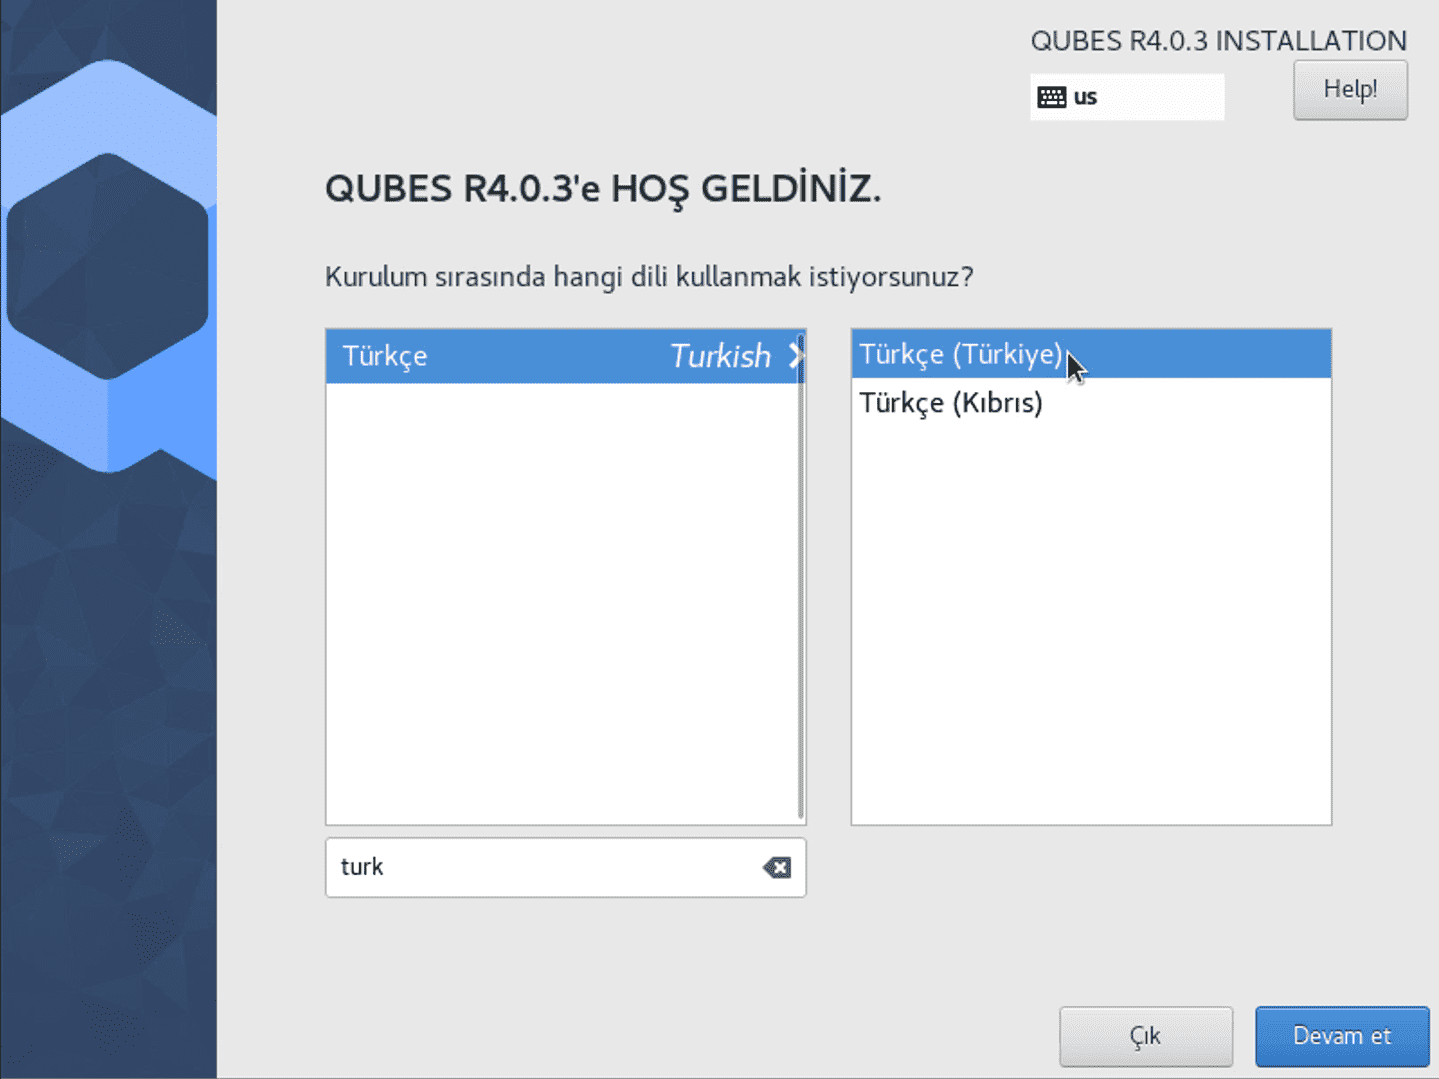 QUBES R4.0.3 INSTALLATION
us
Help!
QUBES R4.0.3'e HOŞ GELDİNİZ.
Kurulum sırasında hangi dili kullanmak istiyorsunuz?
Türkçe Turkish
Türkçe (Türkiye)
Türkçe (Kıbrıs)
turk
Çık
Devam et